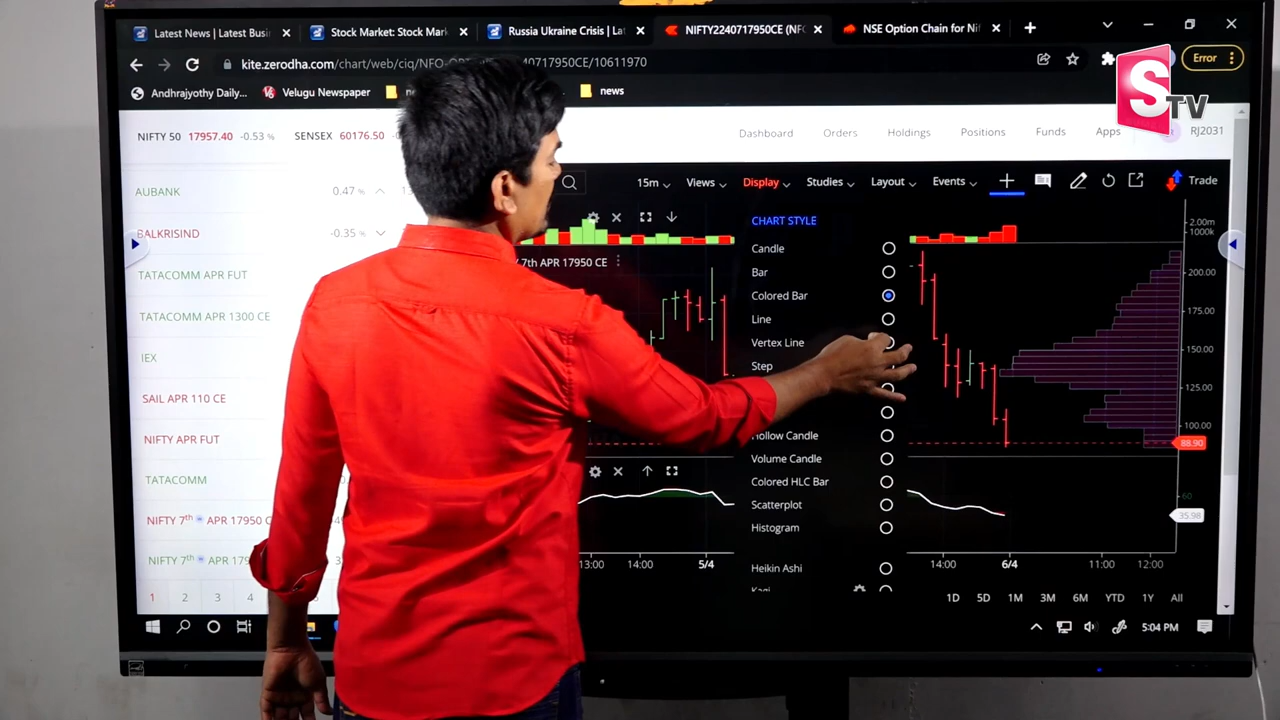 Latest News | Latest Busi
Stock Market: Stock Mar
Russia Ukraine Crisis | Lat
NIFTY2240717950CE (NFO
NSE Option Chain for Nif
kite.zerodha.com/chart/web/ciq/NFO-OPT
40717950CE/10611970
Error
Andhrajyothy Daily...
Velugu Newspaper
news
STV
NIFTY 50 17957.40 -0.53 %
SENSEX 60176.50
Dashboard
Orders
Holdings
Positions
Funds
Apps
RJ2031
AUBANK 0.47 %
BALKRISIND -0.35 %
TATACOMM APR FUT
TATACOMM APR 1300 CE
IEX
SAIL APR 110 CE
NIFTY APR FUT
TATACOMM
NIFTY 7th APR 17950 C
NIFTY 7th APR 179
1 2 3 4
15m
Views
Display
Studies
Layout
Events
Trade
7th APR 17950 CE
CHART STYLE
Candle
Bar
Colored Bar
Line
Vertex Line
Step
Hollow Candle
Volume Candle
Colored HLC Bar
Scatterplot
Histogram
Heikin Ashi
Kagi
2.00m
1000k
200.00
175.00
150.00
125.00
100.00
88.90
60
35.98
13:00
14:00
5/4
14:00
6/4
11:00
12:00
1D 5D 1M 3M 6M YTD 1Y All
5:04 PM